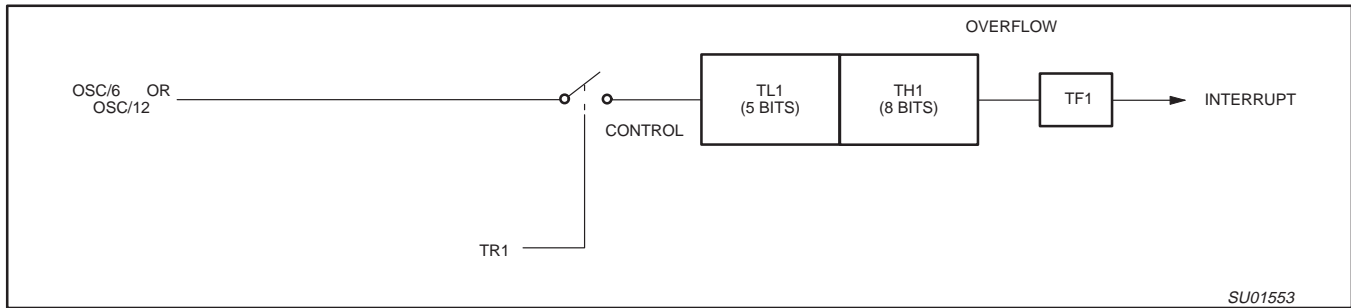 OVERFLOW
OSC/6 OR
OSC/12
TL1
(5 BITS)
TH1
(8 BITS)
TF1
INTERRUPT
CONTROL
TR1
SU01553